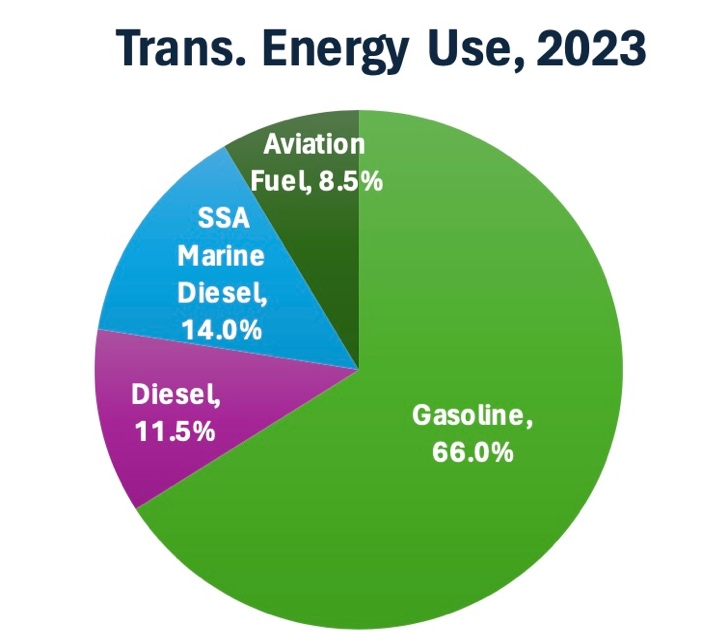 Trans. Energy Use, 2023
Aviation
Fuel, 8.5%
SSA
Marine
Diesel,
14.0%
Diesel,
11.5%
Gasoline,
66.0%